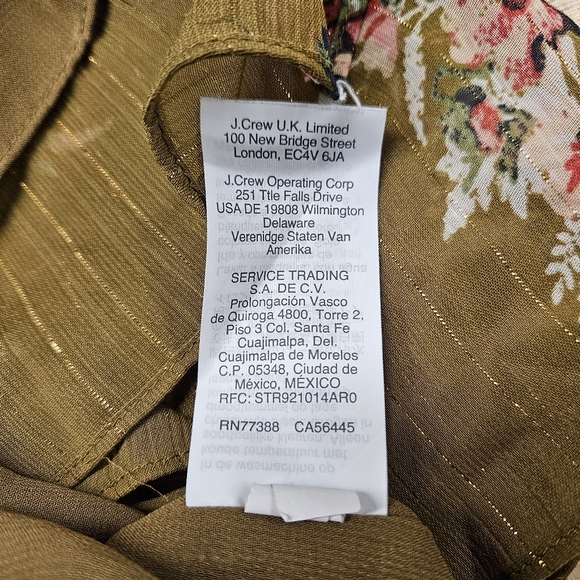 J.Crew U.K. Limited
100 New Bridge Street
London, EC4V 6JA
J.Crew Operating Corp
251 Ttle Falls Drive
USA DE 19808 Wilmington
Delaware
Verenidge Staten Van
Amerika
SERVICE TRADING
S.A. DE C.V.
Prolongación Vasco
de Quiroga 4800, Torre 2,
Piso 3 Col. Santa Fe
Cuajimalpa, Del.
Cuajimalpa de Morelos
C.P. 05348, Ciudad de
México, MÉXICO
RFC: STR921014AR0
RN77388 CA56445